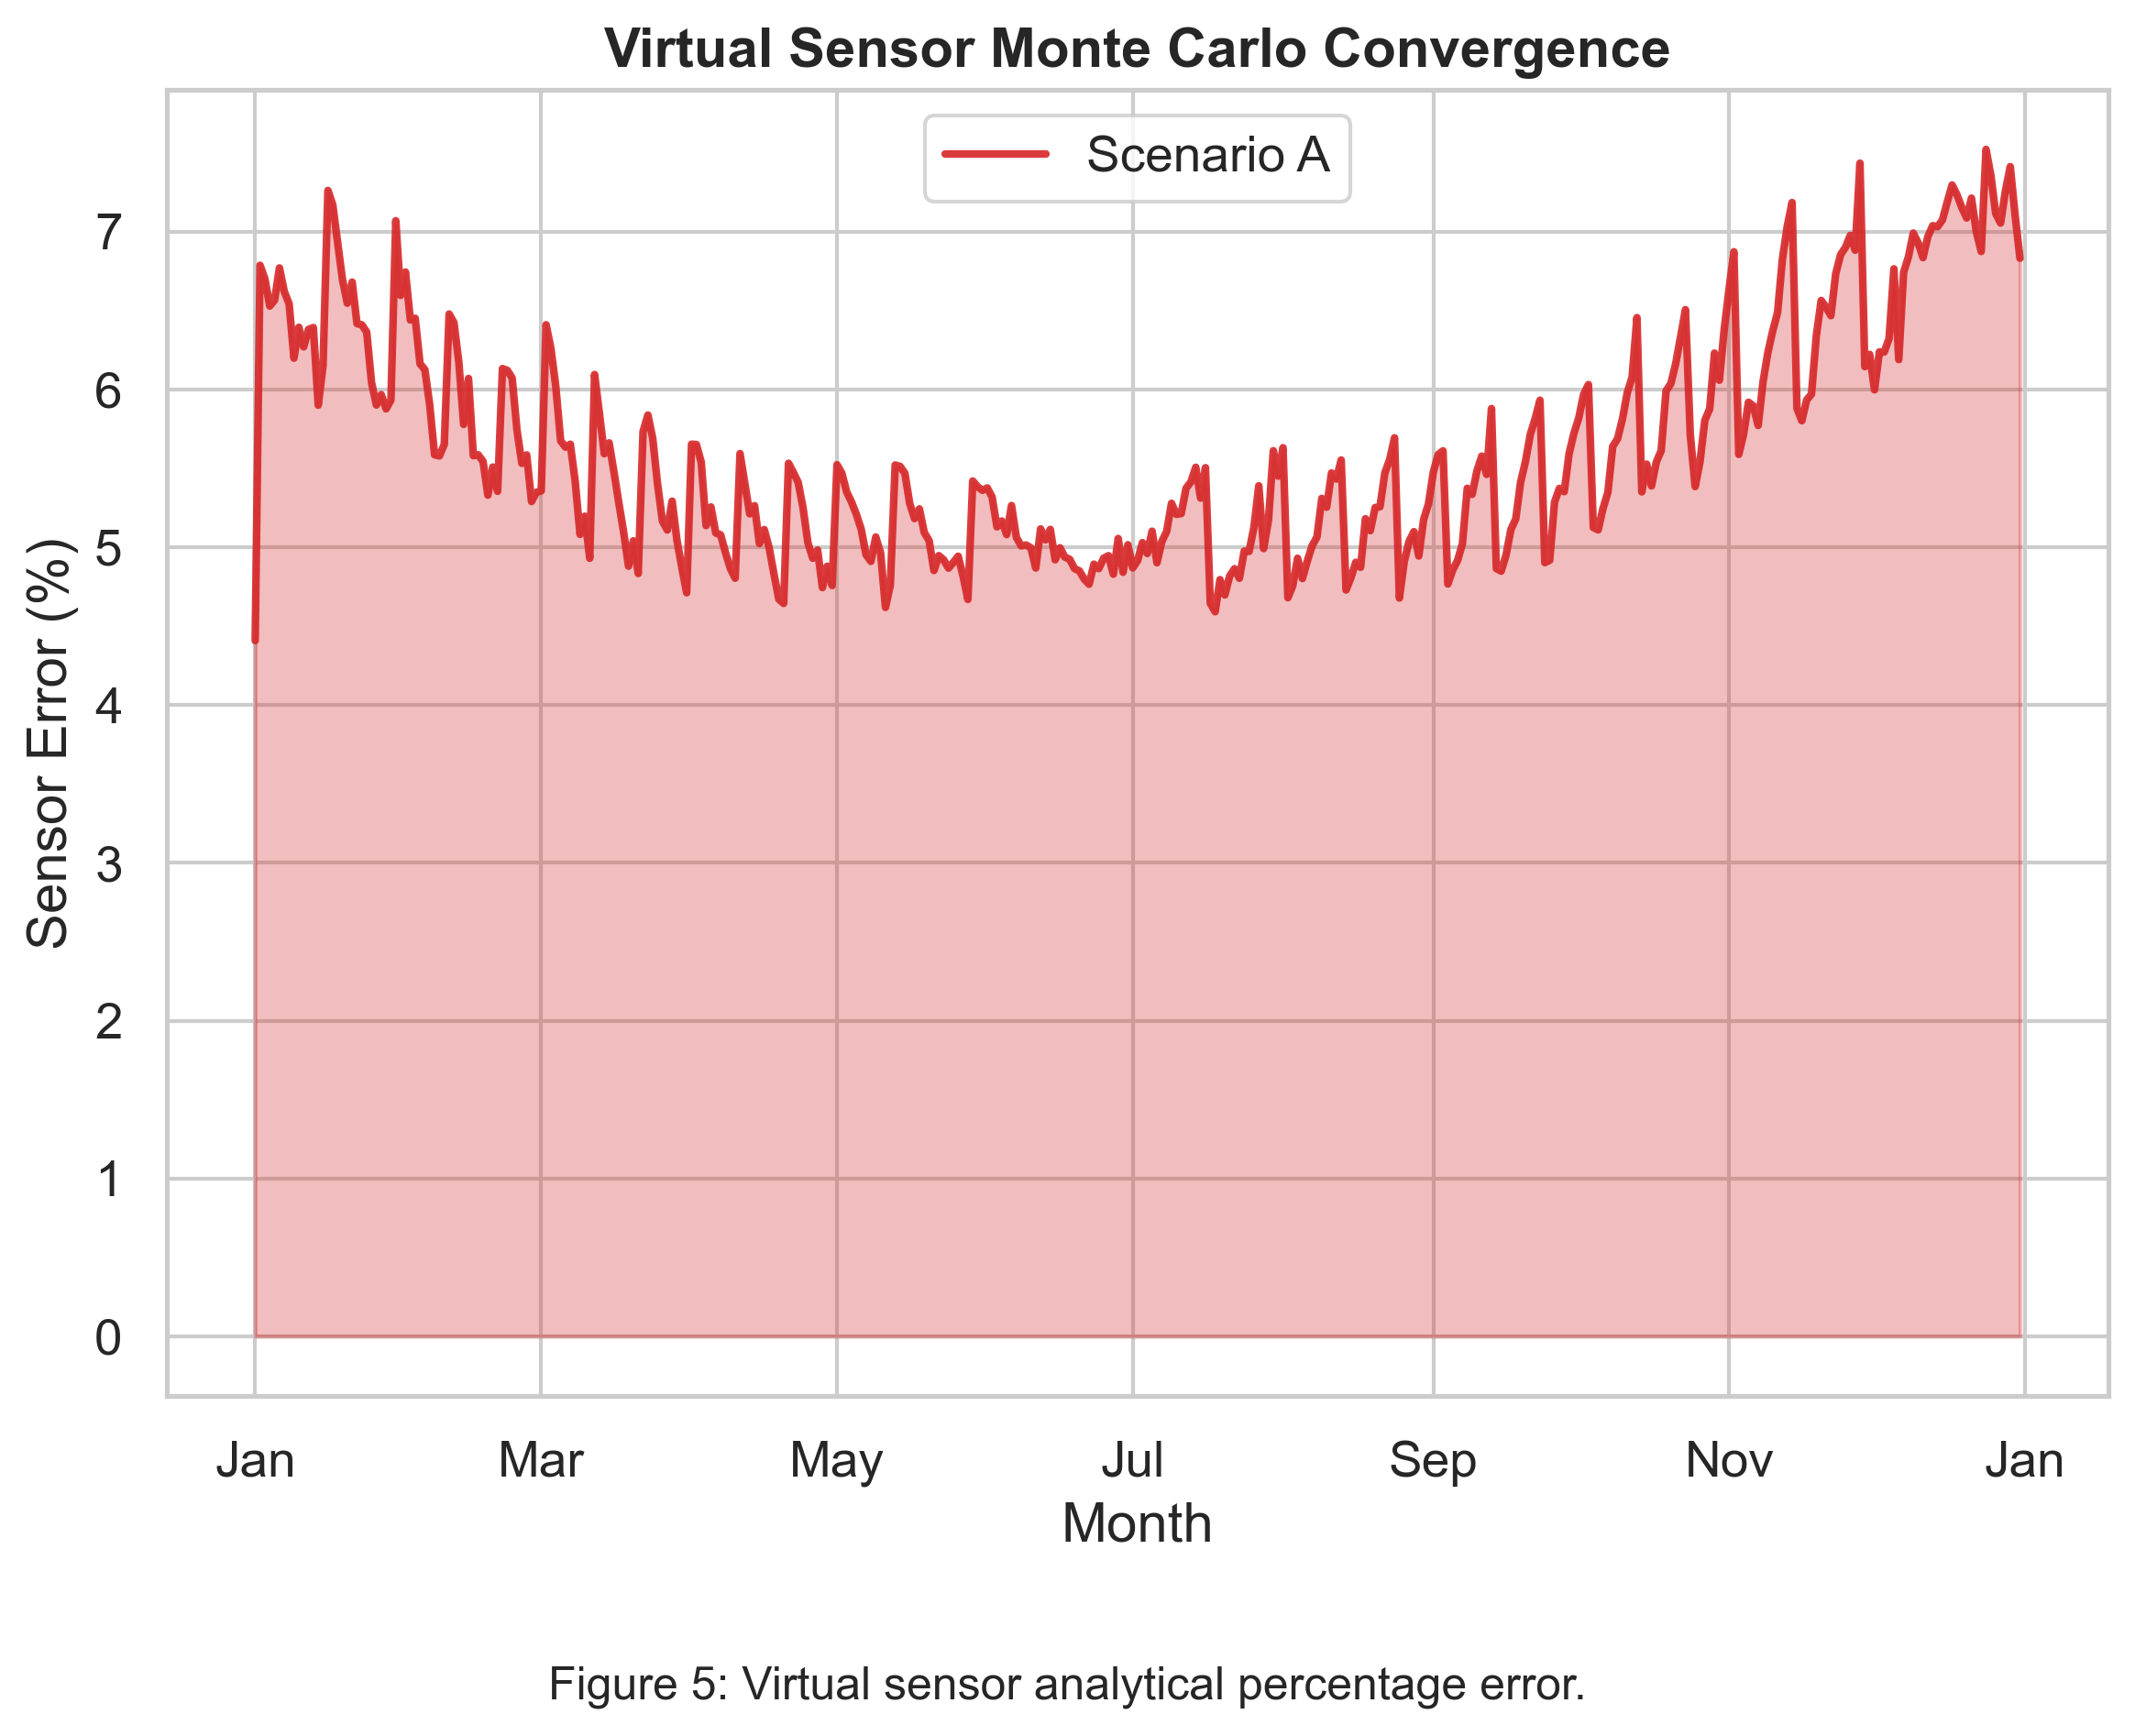 Virtual Sensor Monte Carlo Convergence
Scenario A
Sensor Error (%)
7
6
5
4
3
2
1
0
Jan Mar May Jul Sep Nov Jan
Month
Figure 5: Virtual sensor analytical percentage error.